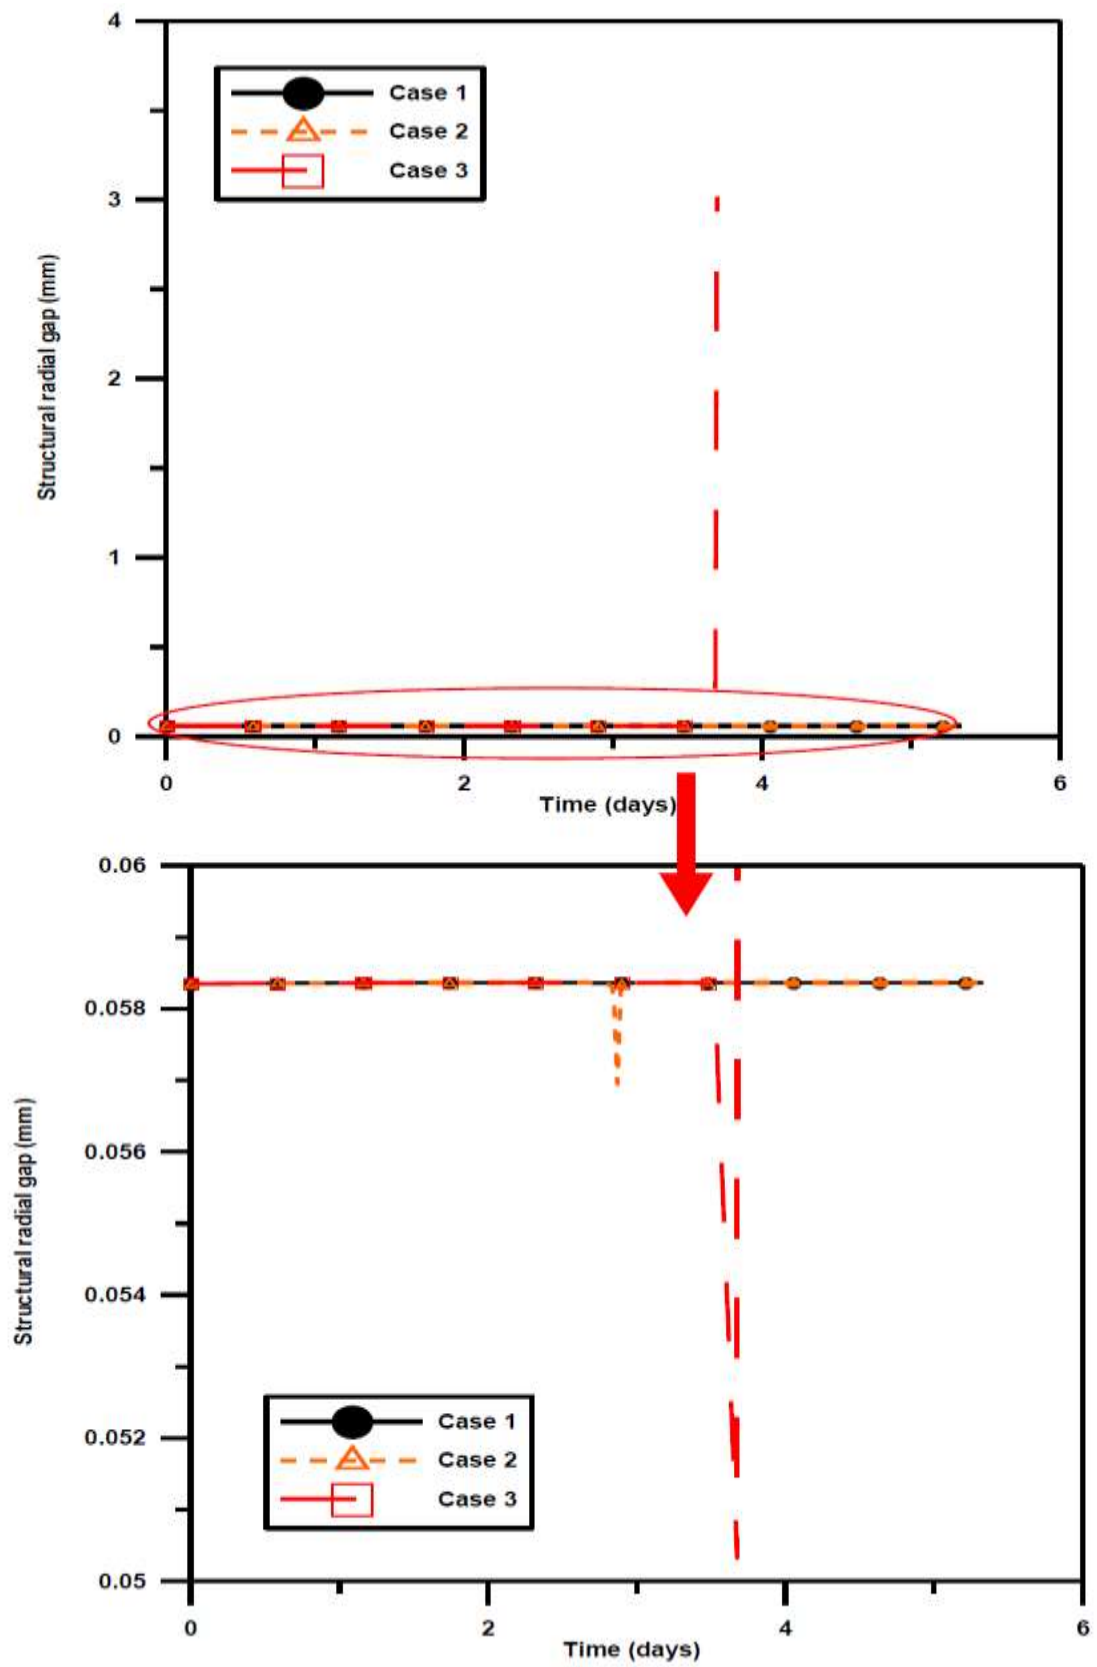 4
Case 1
Case 2
Case 3
3
Structural radial gap (mm)
2
1
0
0
2
4
6
Time (days)
0.06
0.058
0.056
Structural radial gap (mm)
0.054
Case 1
0.052
Case 2
Case 3
0.05
0
2
4
6
Time (days)